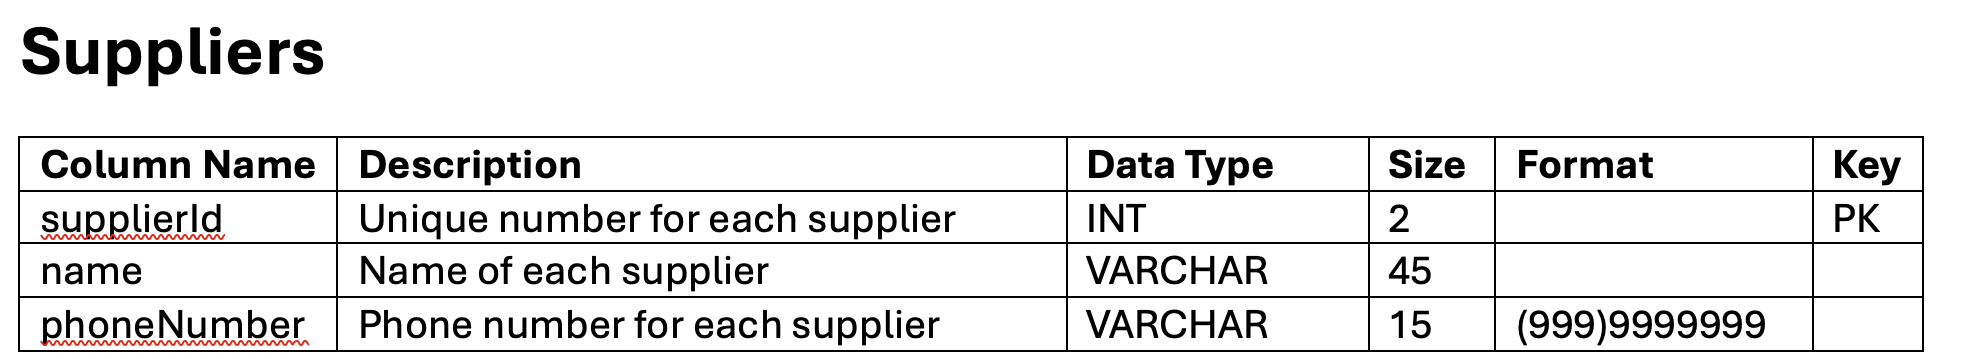 Suppliers
Column Name Description Data Type Size Format Key
supplierId Unique number for each supplier INT 2 PK
name Name of each supplier VARCHAR 45
phoneNumber Phone number for each supplier VARCHAR 15 (999)9999999